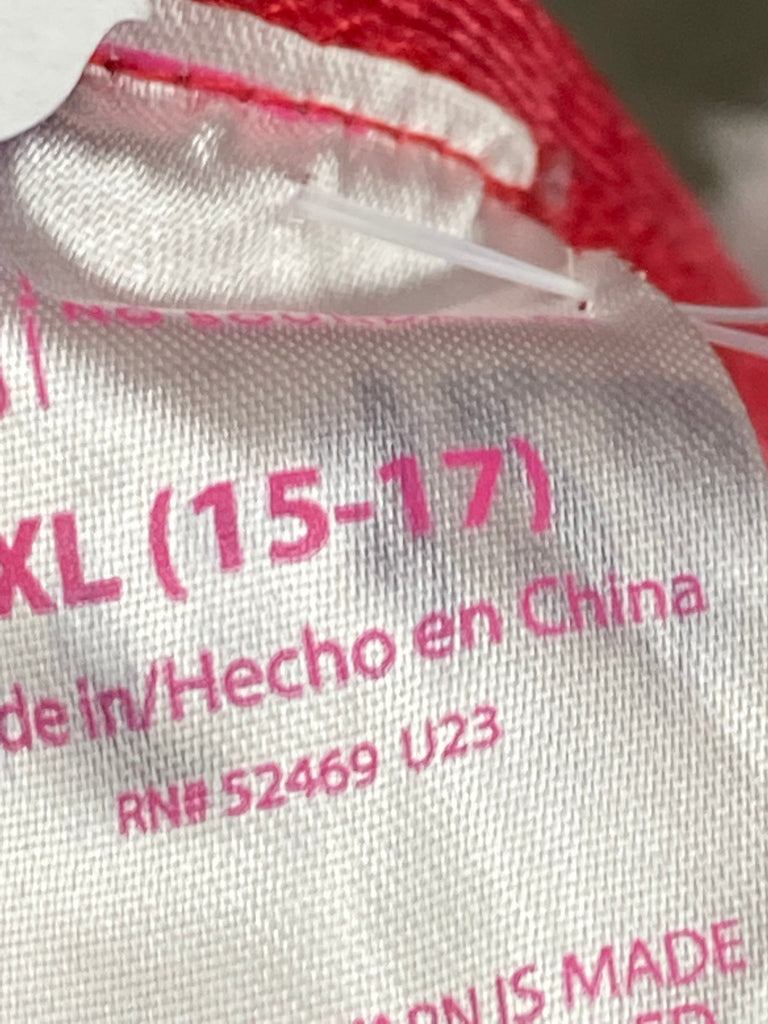 XL (15-17)
de in/Hecho en China
RN# 52469 U23
IS MADE